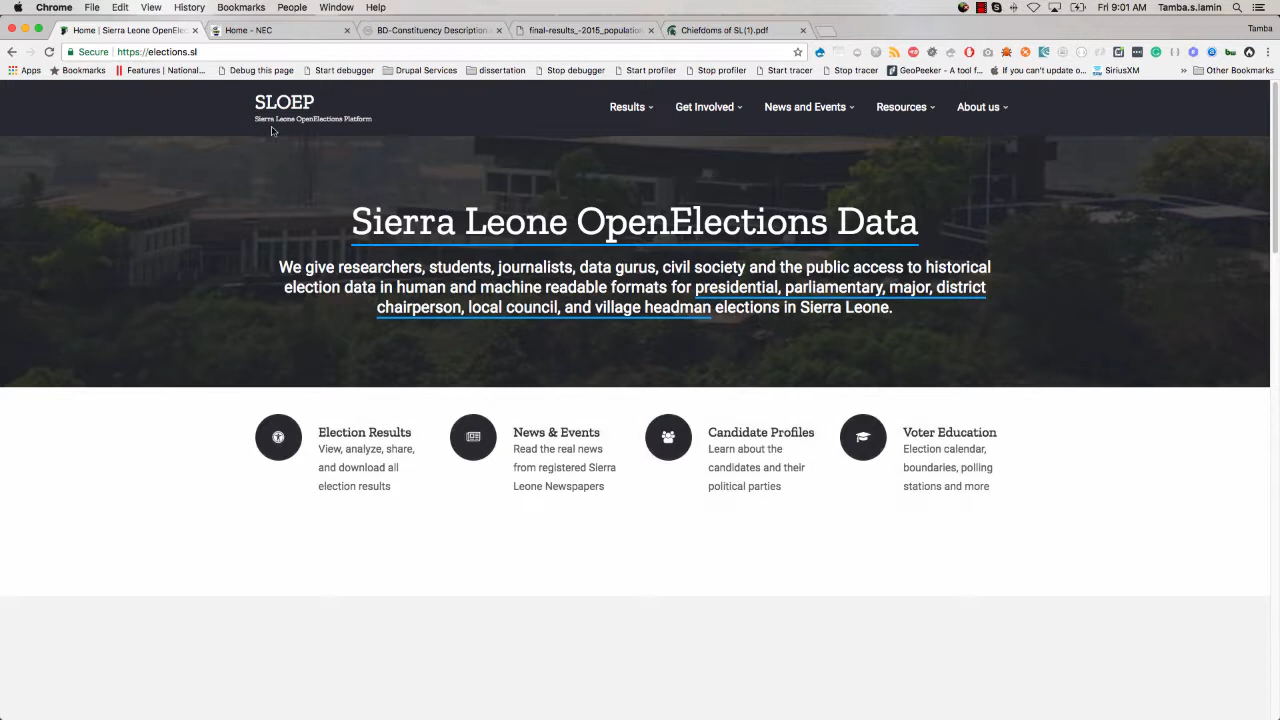 Chrome File Edit View History Bookmarks People Window Help Fri 9:01 AM Tamba.s.lamin
Home | Sierra Leone OpenElec Home - NEC BD-Constituency Description. final-results_-2015_population Chiefdoms of SL(1).pdf Tamba
Secure https://elections.sl
Apps Bookmarks Features | National... Debug this page Start debugger Drupal Services dissertation Stop debugger Start profiler Stop profiler Start tracer Stop tracer GeoPeeker - A tool f... If you can't update o... SiriusXM » Other Bookmarks
SLOEP
Sierra Leone OpenElections Platform
Results Get Involved News and Events Resources About us
Sierra Leone OpenElections Data
We give researchers, students, journalists, data gurus, civil society and the public access to historical
election data in human and machine readable formats for presidential, parliamentary, major, district
chairperson, local council, and village headman elections in Sierra Leone.
Election Results
View, analyze, share,
and download all
election results
News & Events
Read the real news
from registered Sierra
Leone Newspapers
Candidate Profiles
Learn about the
candidates and their
political parties
Voter Education
Election calendar,
boundaries, polling
stations and more